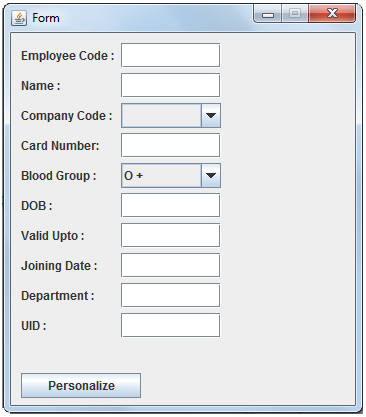 Form
Employee Code :
Name :
Company Code :
Card Number:
Blood Group : O +
DOB :
Valid Upto :
Joining Date :
Department :
UID :
Personalize